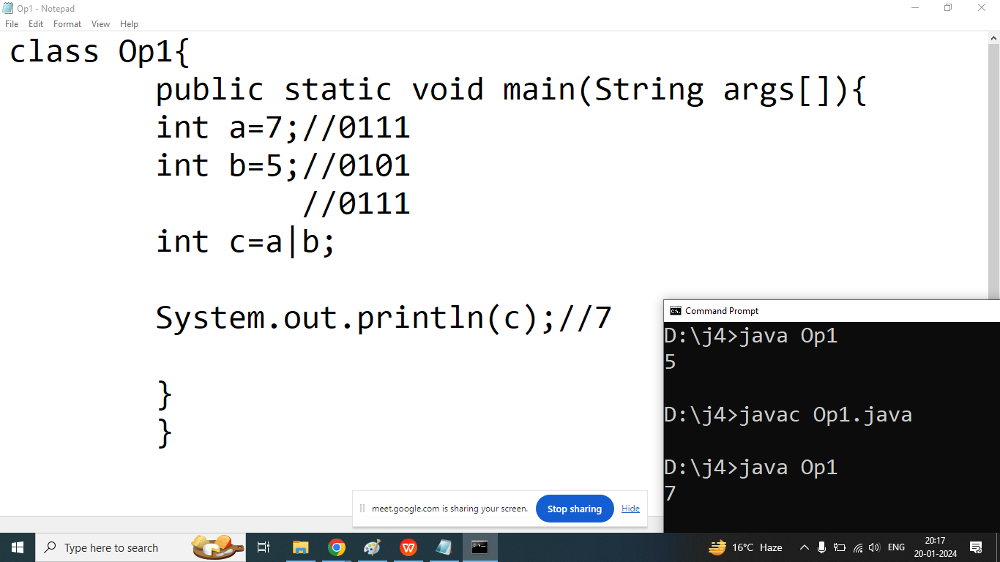 Op1 - Notepad
File Edit Format View Help
class Op1{
public static void main(String args[]){
int a=7;//0111
int b=5;//0101
//0111
int c=a|b;
System.out.println(c);//7
}
}
Command Prompt
D:\j4>java Op1
5
D:\j4>javac Op1.java
D:\j4>java Op1
7
meet.google.com is sharing your screen. Stop sharing Hide
Type here to search
16°C Haze
ENG
20:17
20-01-2024